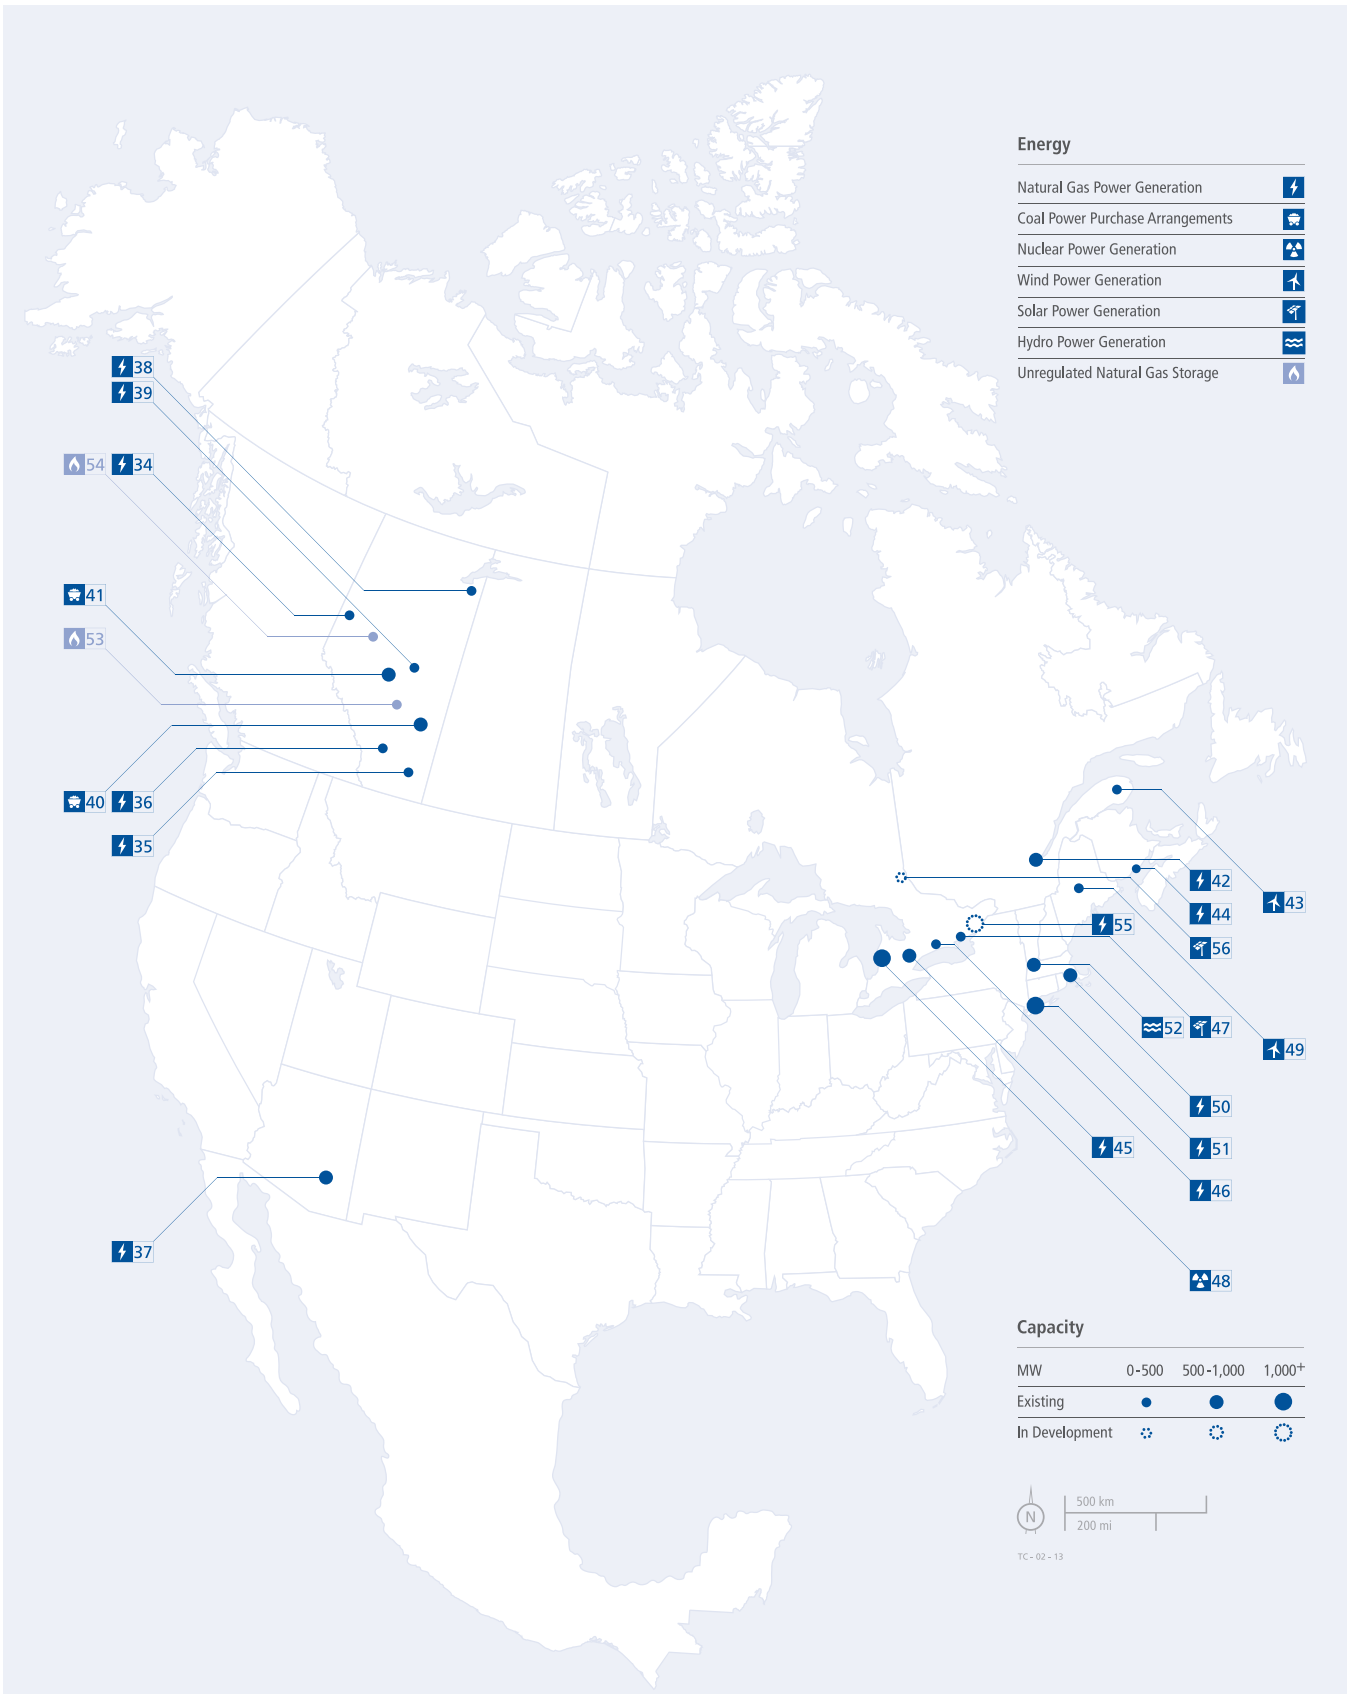 Energy
Natural Gas Power Generation
Coal Power Purchase Arrangements
Nuclear Power Generation
Wind Power Generation
Solar Power Generation
Hydro Power Generation
Unregulated Natural Gas Storage
38
39
54 34
41
53
40 36
35
42
43
44
55
56
52 47
49
50
45 51
46
37
48
Capacity
MW 0-500 500-1,000 1,000+
Existing
In Development
500 km
N
200 mi
TC - 02 - 13